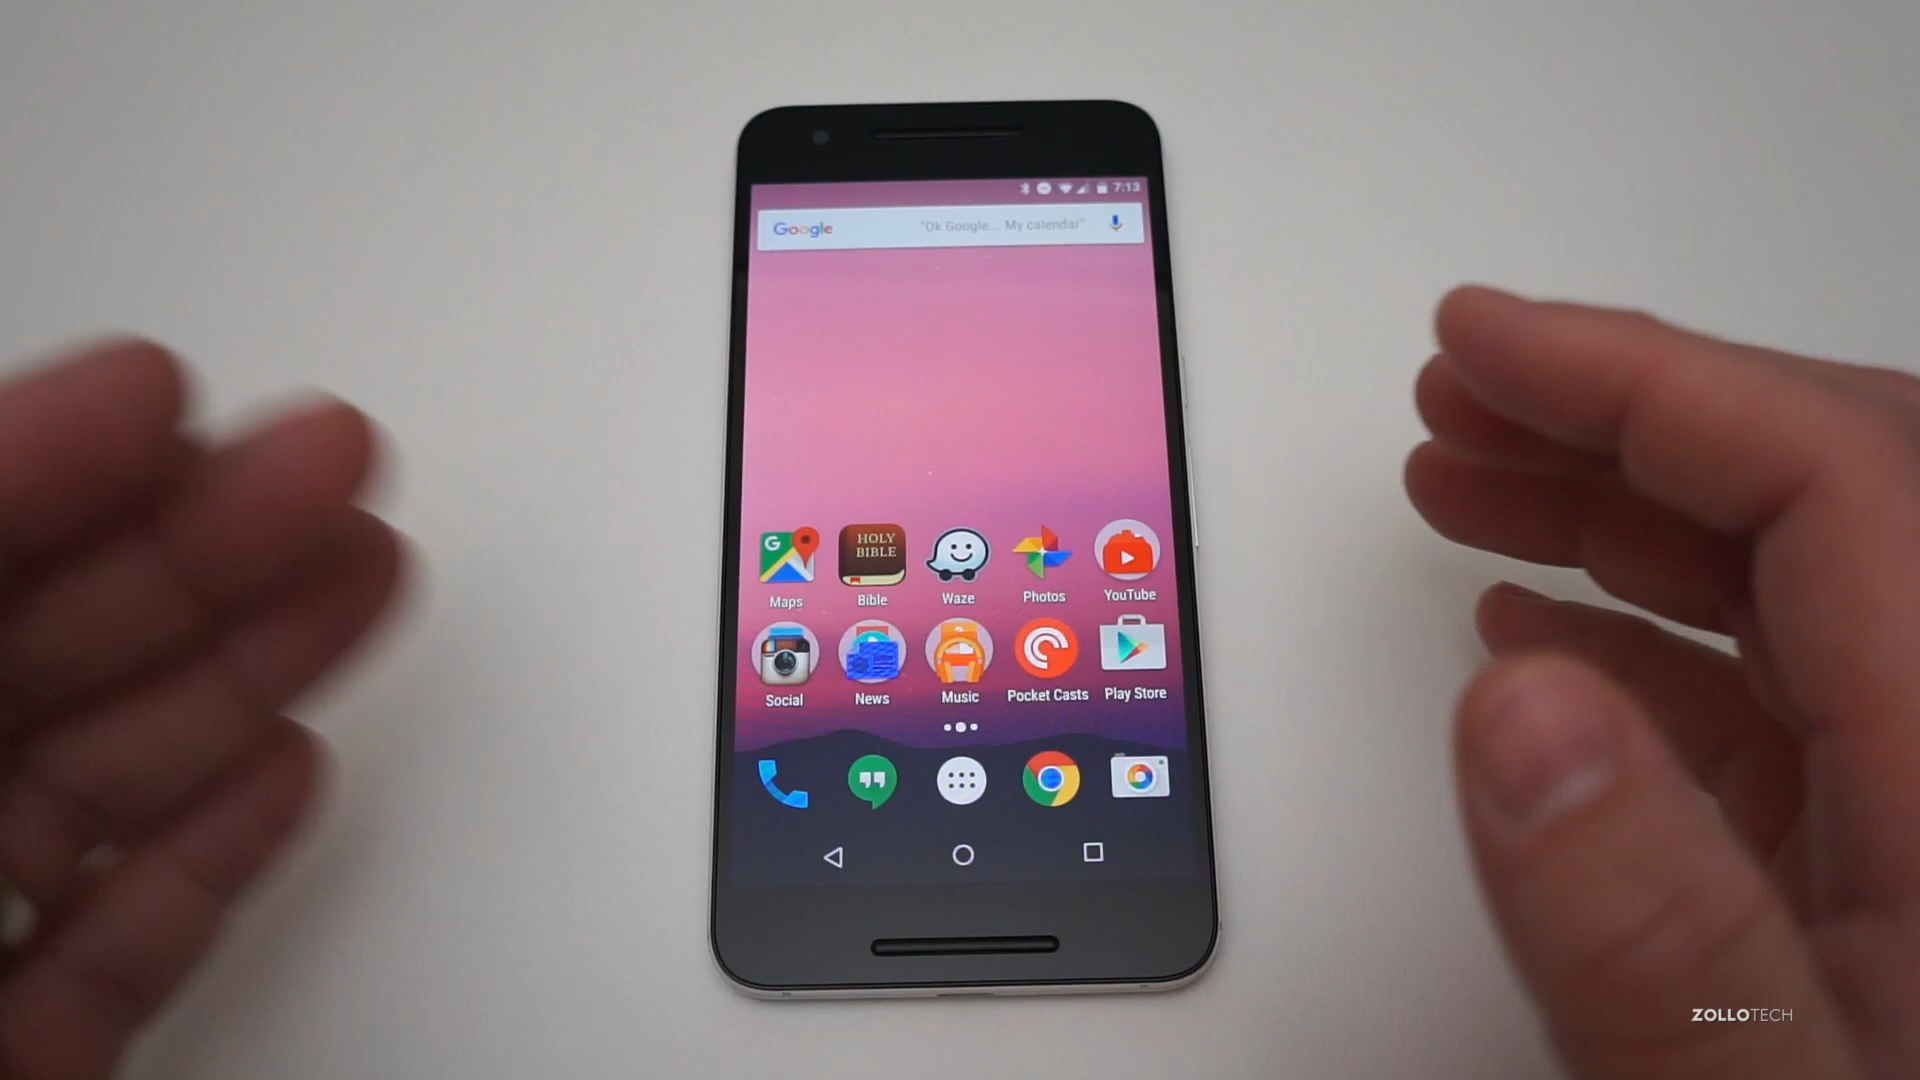 7:13
Google "Ok Google... My calendar"
G
HOLY
BIBLE
Maps Bible Waze Photos YouTube
Social News Music Pocket Casts Play Store
ZOLLOTECH